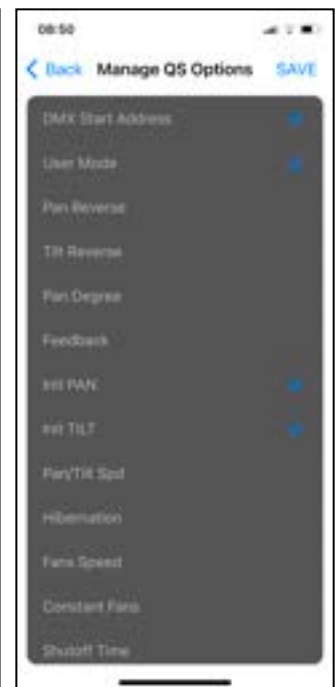 08:50
Back Manage QS Options SAVE
DMX Start Address
User Mode
Pan Reverse
Tilt Reverse
Pan Degree
Feedback
Init PAN
Init TILT
Pan/Tilt Spd
Hibernation
Fans Speed
Constant Fans
Shutoff Time